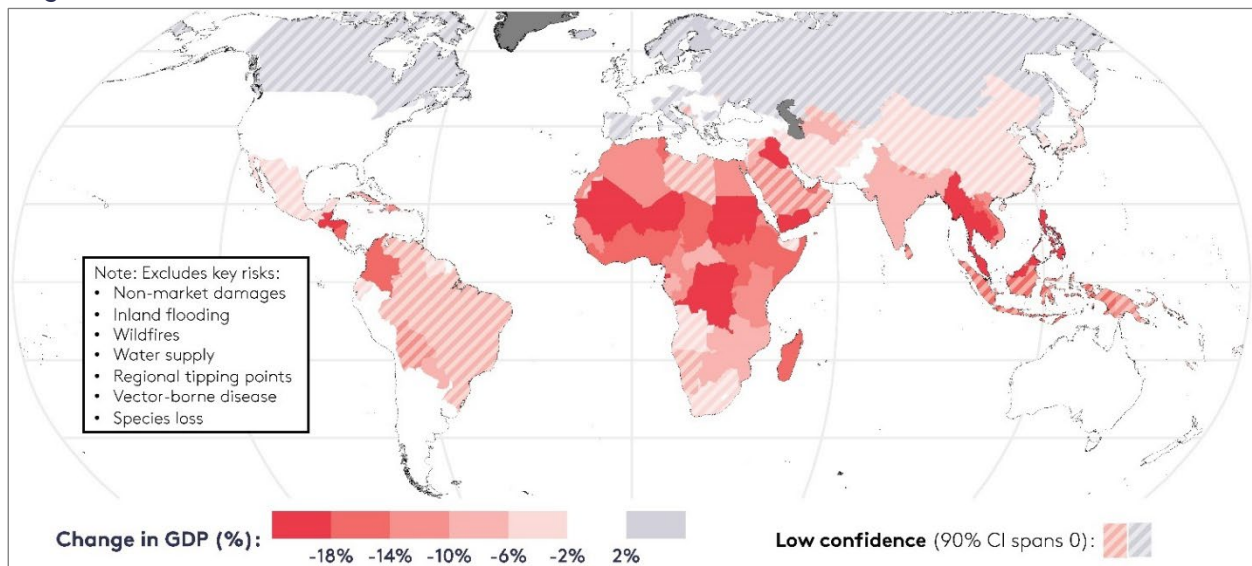 Note: Excludes key risks:
• Non-market damages
• Inland flooding
• Wildfires
• Water supply
• Regional tipping points
• Vector-borne disease
• Species loss
Change in GDP (%):
-18% -14% -10% -6% -2% 2%
Low confidence (90% CI spans 0):